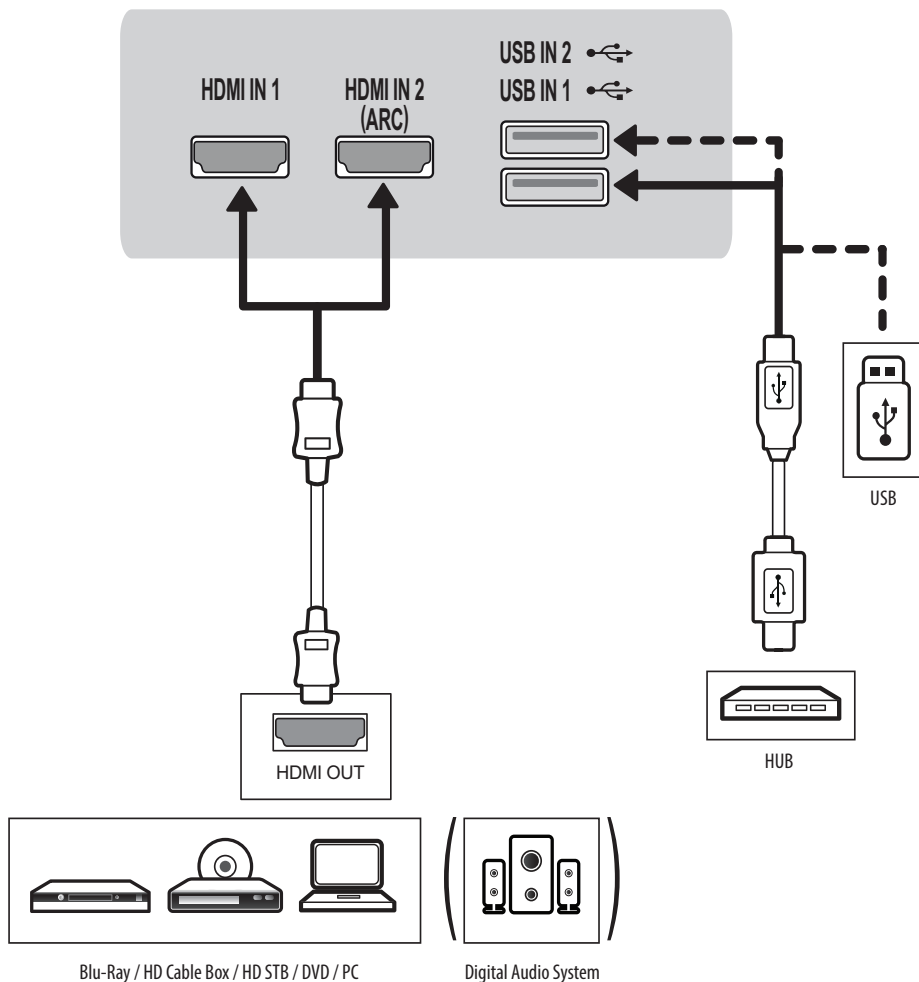 USB IN 2
HDMI IN 1
HDMI IN 2
(ARC)
USB IN 1
USB
HDMI OUT
HUB
Blu-Ray / HD Cable Box / HD STB / DVD / PC
Digital Audio System